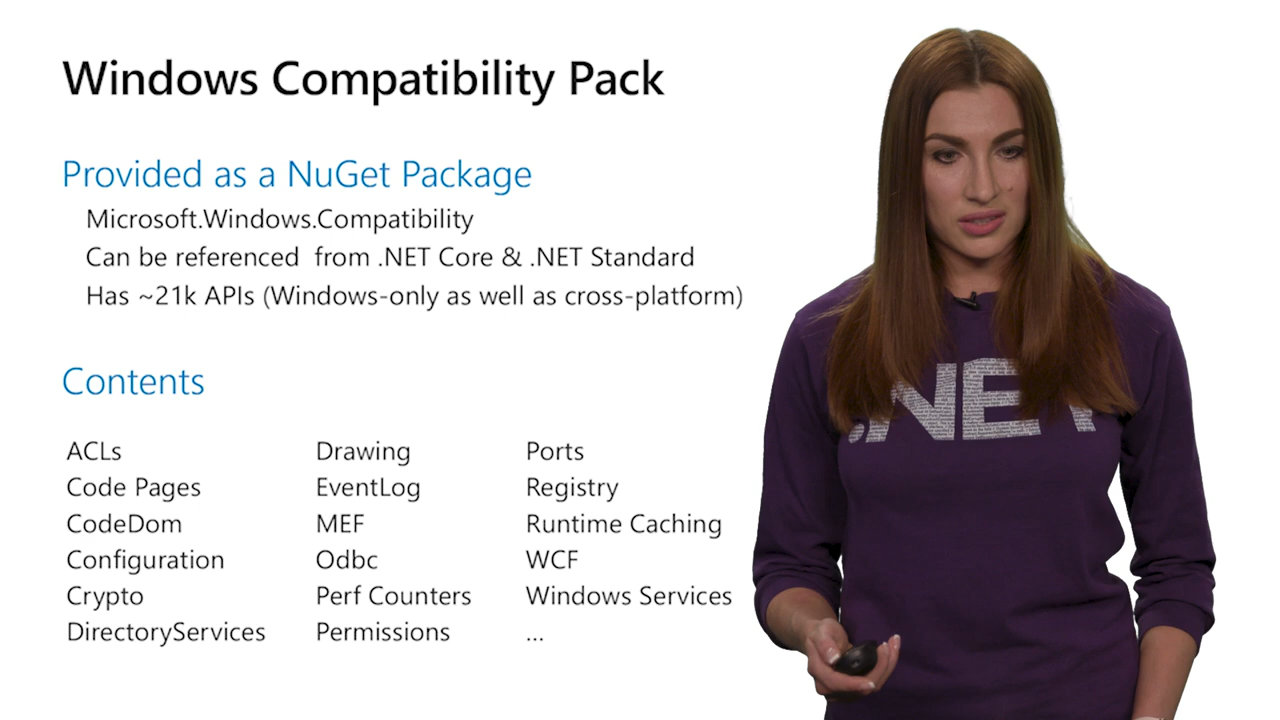 Windows Compatibility Pack
Provided as a NuGet Package
Microsoft.Windows.Compatibility
Can be referenced  from .NET Core & .NET Standard
Has ~21k APIs (Windows-only as well as cross-platform)
Contents
ACLs
Code Pages
CodeDom
Configuration
Crypto
DirectoryServices
Drawing
EventLog
MEF
Odbc
Perf Counters
Permissions
Ports
Registry
Runtime Caching
WCF
Windows Services
...
.NET